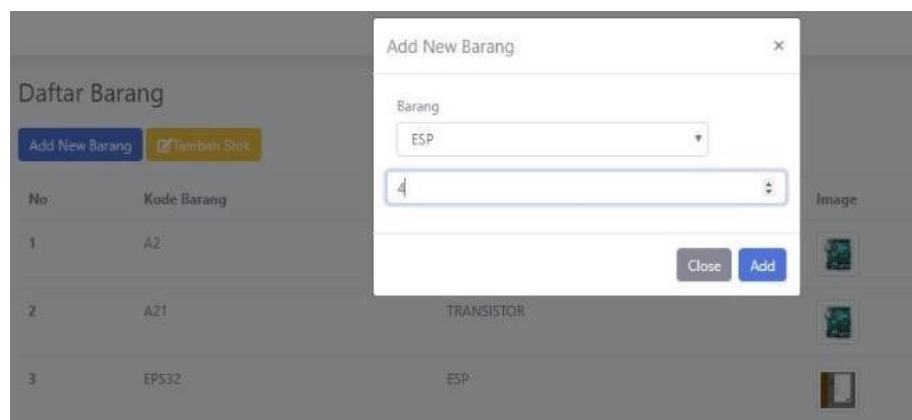 Add New Barang ×
Daftar Barang
Barang
ESP
Add New Barang Tambah Stok
4
No Kode Barang Image
1 A2
Close Add
2 A21 TRANSISTOR
3 EPS32 ESP